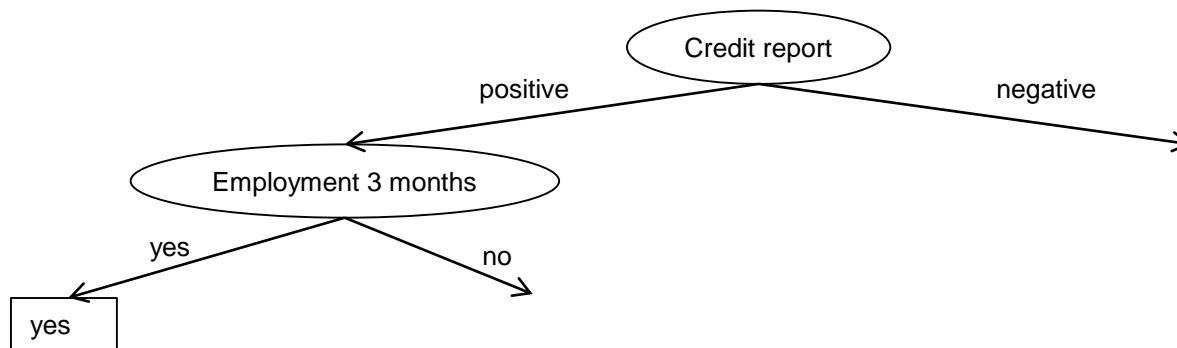 Credit report
positive
negative
Employment 3 months
yes
no
yes